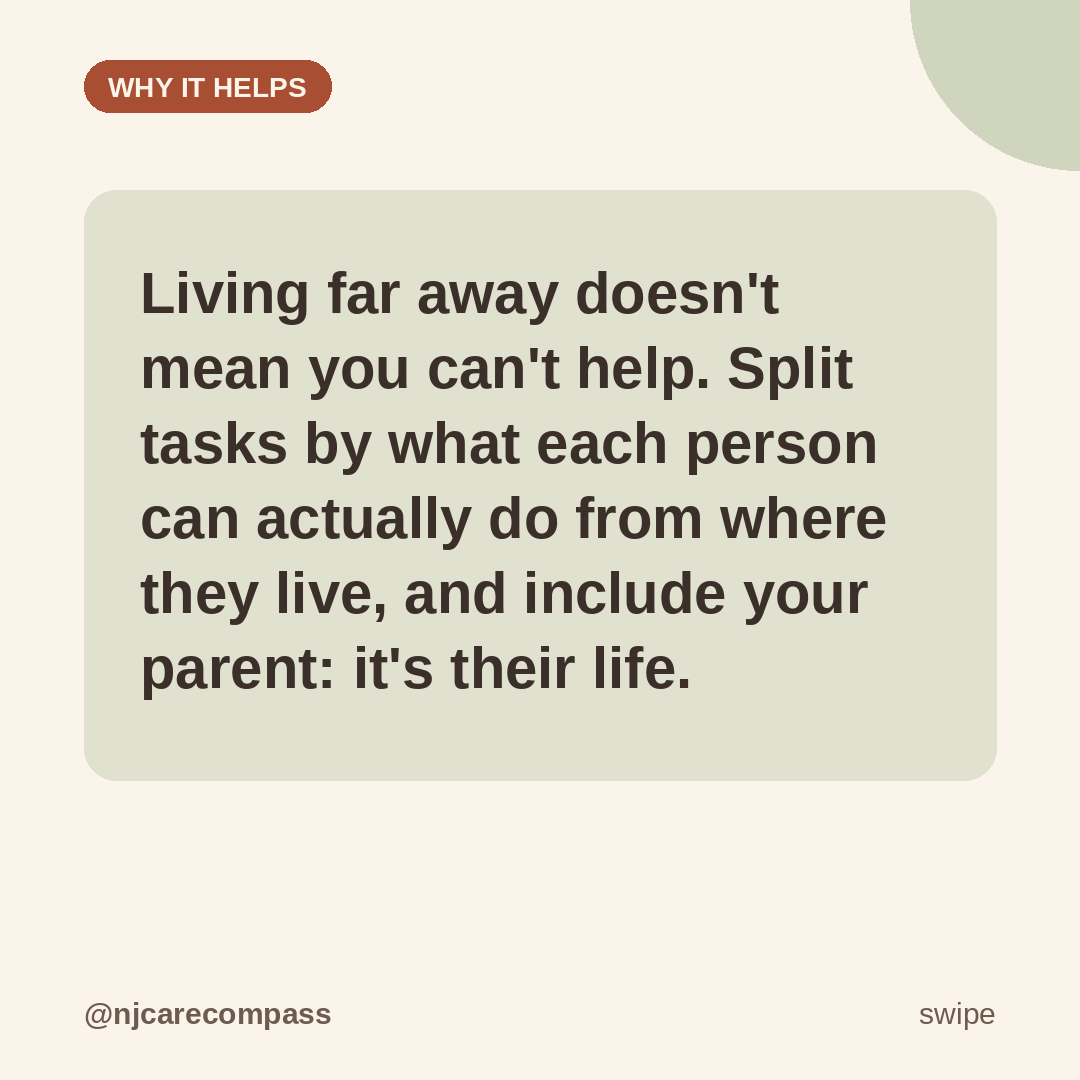 WHY IT HELPS
Living far away doesn't
mean you can't help. Split
tasks by what each person
can actually do from where
they live, and include your
parent: it's their life.
@njcarecompass
swipe